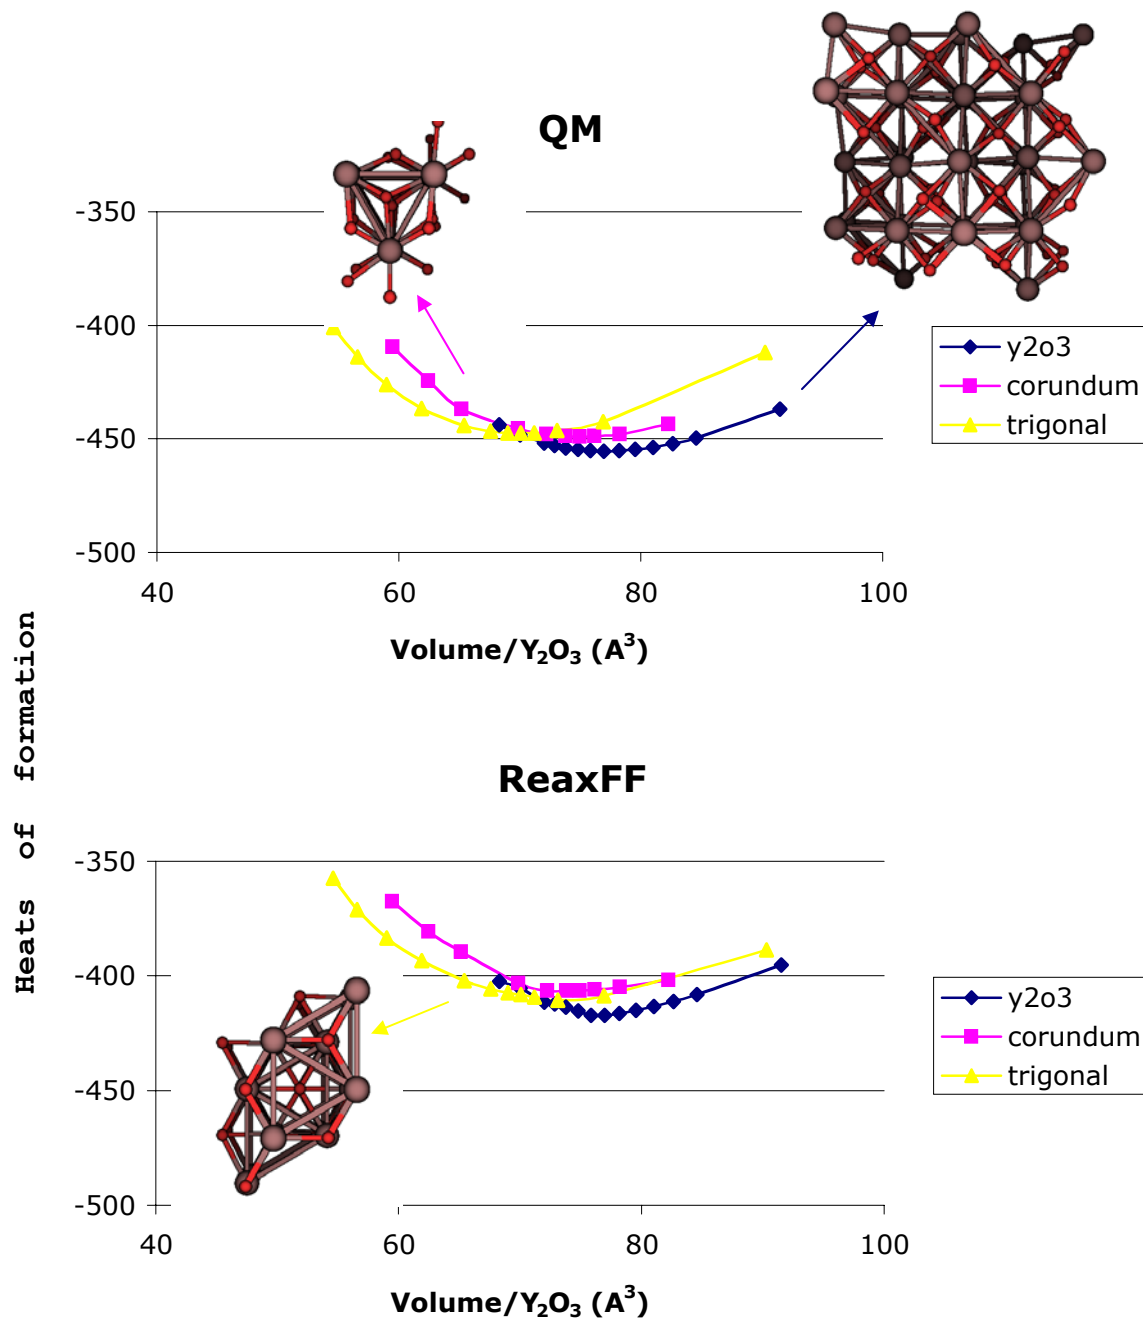 QM
-350
-400
-450
-500
40 60 80 100
Volume/Y₂O₃ (A³)
y2o3
corundum
trigonal
Heats of formation
ReaxFF
-350
-400
-450
-500
40 60 80 100
Volume/Y₂O₃ (A³)
y2o3
corundum
trigonal